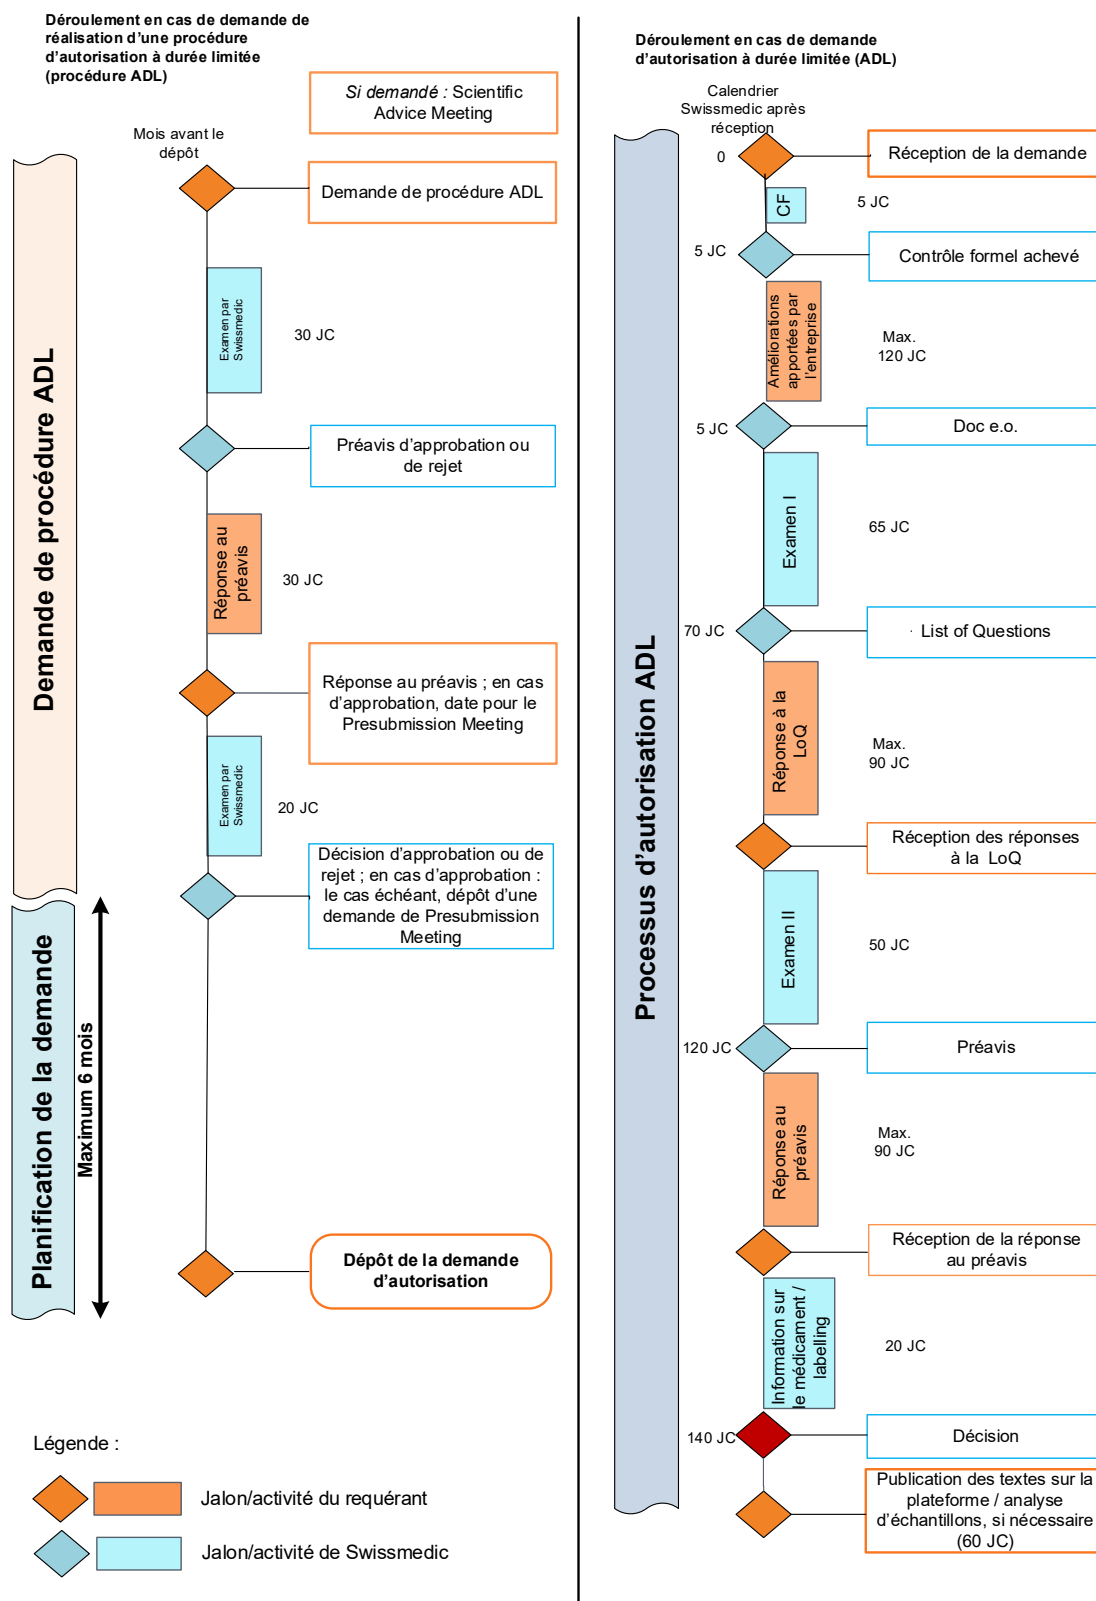 Déroulement en cas de demande de
réalisation d’une procédure
d’autorisation à durée limitée
(procédure ADL)
Si demandé : Scientific
Advice Meeting
Mois avant le
dépôt
Demande de procédure ADL
Examen par
Swissmedic
30 JC
Préavis d’approbation ou
de rejet
Réponse au
préavis
30 JC
Réponse au préavis ; en cas
d’approbation, date pour le
Presubmission Meeting
Examen par
Swissmedic
20 JC
Décision d’approbation ou de
rejet ; en cas d’approbation :
le cas échéant, dépôt d’une
demande de Presubmission
Meeting
Dépôt de la demande
d’autorisation
Demande de procédure ADL
Planification de la demande
Maximum 6 mois
Légende :
Jalon/activité du requérant
Jalon/activité de Swissmedic
Déroulement en cas de demande
d’autorisation à durée limitée (ADL)
Calendrier
Swissmedic après
réception
Processus d’autorisation ADL
0
Réception de la demande
CF
5 JC
5 JC
Contrôle formel achevé
Améliorations
apportées par
l’entreprise
Max.
120 JC
5 JC
Doc e.o.
Examen I
65 JC
70 JC
· List of Questions
Réponse à la
LoQ
Max.
90 JC
Réception des réponses
à la LoQ
Examen II
50 JC
120 JC
Préavis
Réponse au
préavis
Max.
90 JC
Réception de la réponse
au préavis
Information sur
le médicament /
labelling
20 JC
140 JC
Décision
Publication des textes sur la
plateforme / analyse
d’échantillons, si nécessaire
(60 JC)